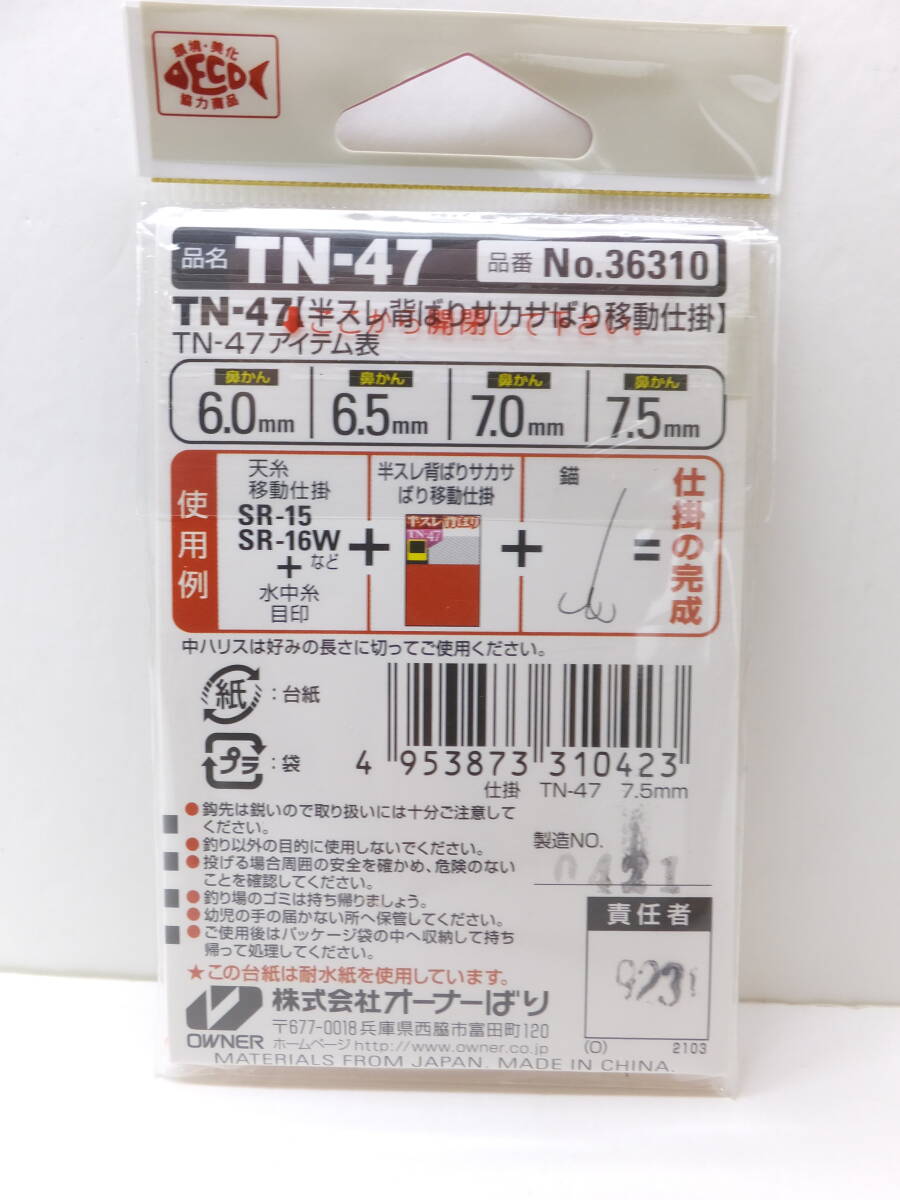 環境・美化
DECO
協力商品
品名 TN-47 品番 No.36310
TN-47【半スレ背ばりサカサばり移動仕掛】
ここから開閉して下さい。
TN-47アイテム表
鼻かん 鼻かん 鼻かん 鼻かん
6.0mm 6.5mm 7.0mm 7.5mm
使用例
天糸
移動仕掛
SR-15
SR-16W
など
+
水中糸
目印
+
半スレ背ばりサカサ
ばり移動仕掛
半スレ背ばり
TN-47
+
錨
=
仕掛の完成
中ハリスは好みの長さに切ってご使用ください。
紙：台紙
プラ：袋
4 953873 310423
仕掛 TN-47 7.5mm
●鈎先は鋭いので取り扱いには十分ご注意して
ください。
●釣り以外の目的に使用しないでください。
●投げる場合周囲の安全を確かめ、危険のない
ことを確認してください。
●釣り場のゴミは持ち帰りましょう。
●幼児の手の届かない所へ保管してください。
●ご使用後はパッケージ袋の中へ収納して持ち
帰って処理してください。
★この台紙は耐水紙を使用しています。
製造NO.
責任者
(O) 2103
OWNER
株式会社オーナーばり
〒677-0018兵庫県西脇市富田町120
ホームページhttp://www.owner.co.jp
MATERIALS FROM JAPAN. MADE IN CHINA.